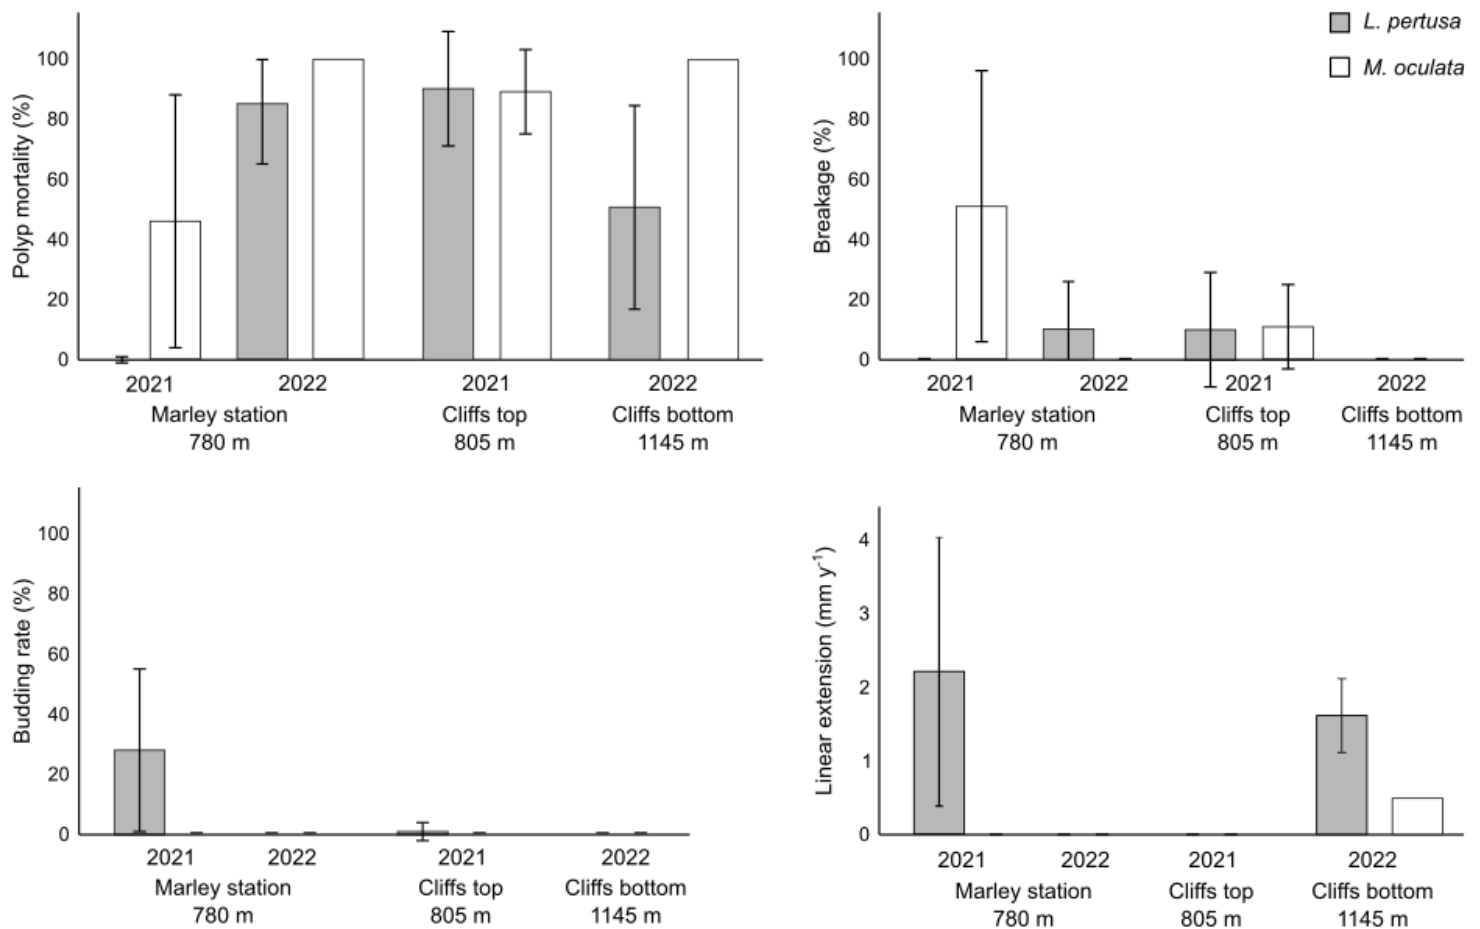 L. pertusa
M. oculata
Polyp mortality (%)
100
80
60
40
20
0
2021 2022 2021 2022
Marley station Cliffs top Cliffs bottom
780 m 805 m 1145 m
Breakage (%)
100
80
60
40
20
0
2021 2022 2021 2022
Marley station Cliffs top Cliffs bottom
780 m 805 m 1145 m
Budding rate (%)
100
80
60
40
20
0
2021 2022 2021 2022
Marley station Cliffs top Cliffs bottom
780 m 805 m 1145 m
Linear extension (mm y⁻¹)
4
3
2
1
0
2021 2022 2021 2022
Marley station Cliffs top Cliffs bottom
780 m 805 m 1145 m